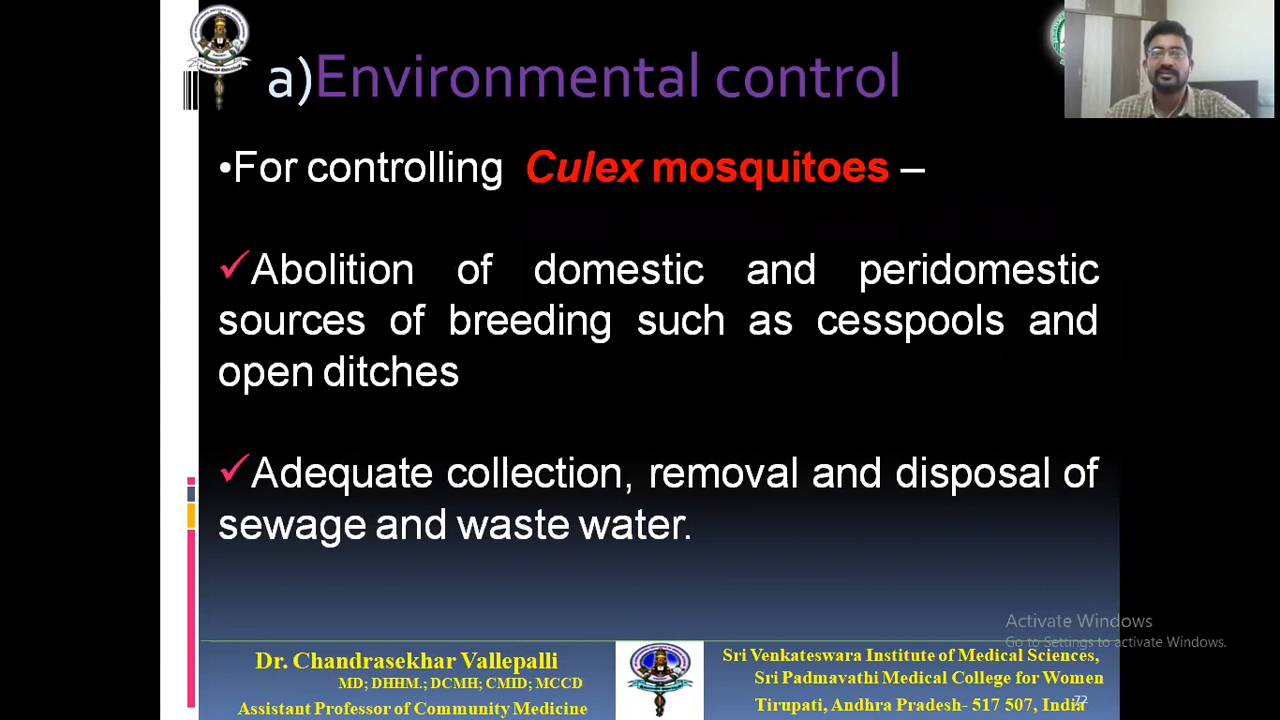 a)Environmental control
•For controlling Culex mosquitoes –
✓Abolition of domestic and peridomestic
sources of breeding such as cesspools and
open ditches
✓Adequate collection, removal and disposal of
sewage and waste water.
Activate Windows
Go to Settings to activate Windows.
Dr. Chandrasekhar Vallepalli
MD; DHHM.; DCMH; CMID; MCCD
Assistant Professor of Community Medicine
Sri Venkateswara Institute of Medical Sciences,
Sri Padmavathi Medical College for Women
Tirupati, Andhra Pradesh- 517 507, India
72